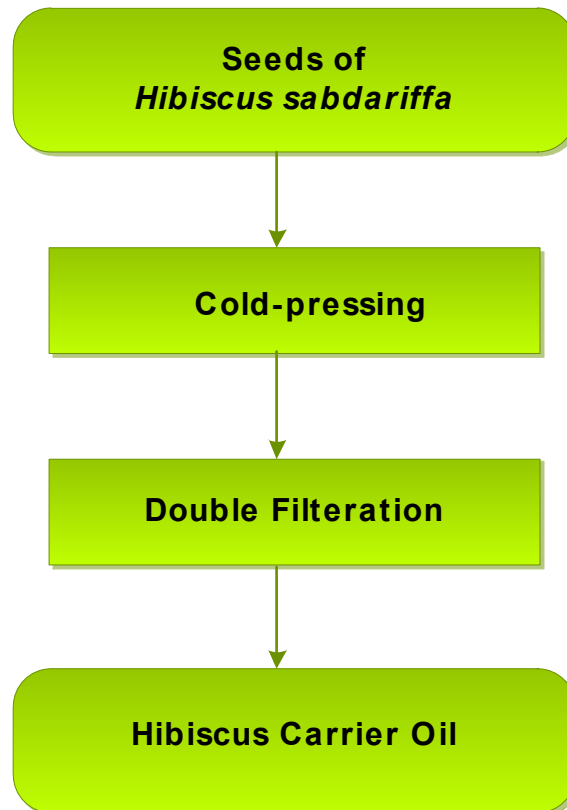 Seeds of
Hibiscus sabdariffa
Cold-pressing
Double Filteration
Hibiscus Carrier Oil